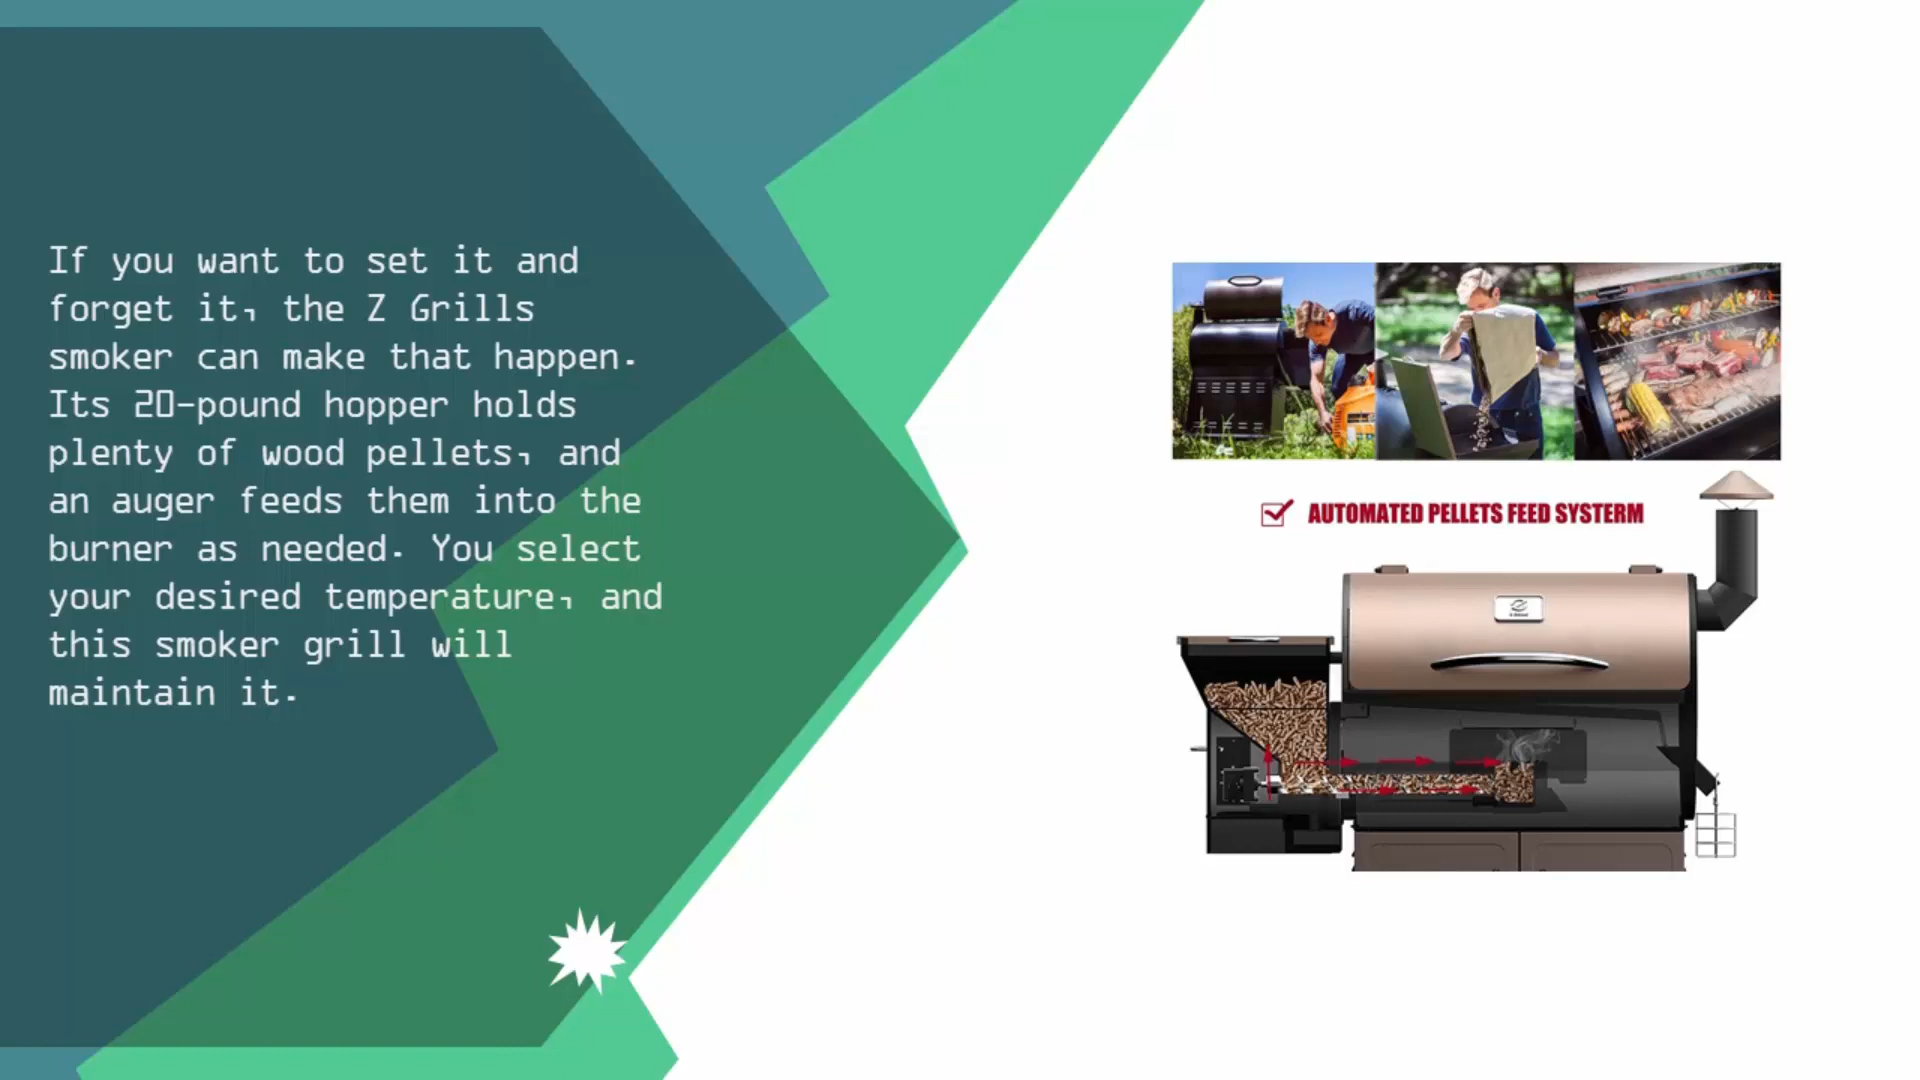 If you want to set it and
forget it, the Z Grills
smoker can make that happen.
Its 20-pound hopper holds
plenty of wood pellets, and
an auger feeds them into the
burner as needed. You select
your desired temperature, and
this smoker grill will
maintain it.
AUTOMATED PELLETS FEED SYSTERM